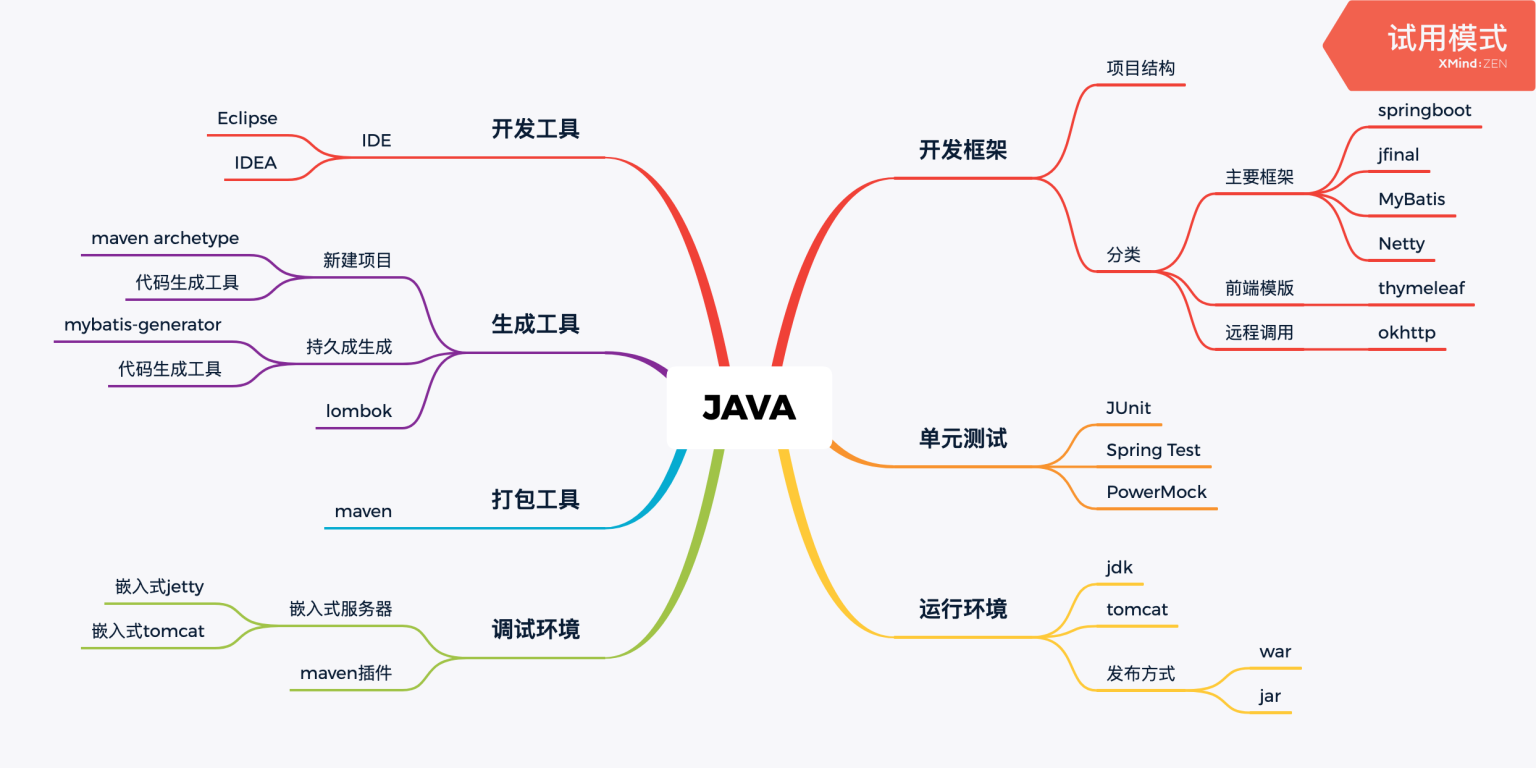 试用模式
XMind:ZEN
JAVA
开发框架
项目结构
分类
主要框架
springboot
jfinal
MyBatis
Netty
前端模版
thymeleaf
远程调用
okhttp
单元测试
JUnit
Spring Test
PowerMock
运行环境
jdk
tomcat
发布方式
war
jar
开发工具
IDE
Eclipse
IDEA
生成工具
新建项目
maven archetype
代码生成工具
持久成生成
mybatis-generator
代码生成工具
lombok
打包工具
maven
调试环境
嵌入式服务器
嵌入式jetty
嵌入式tomcat
maven插件